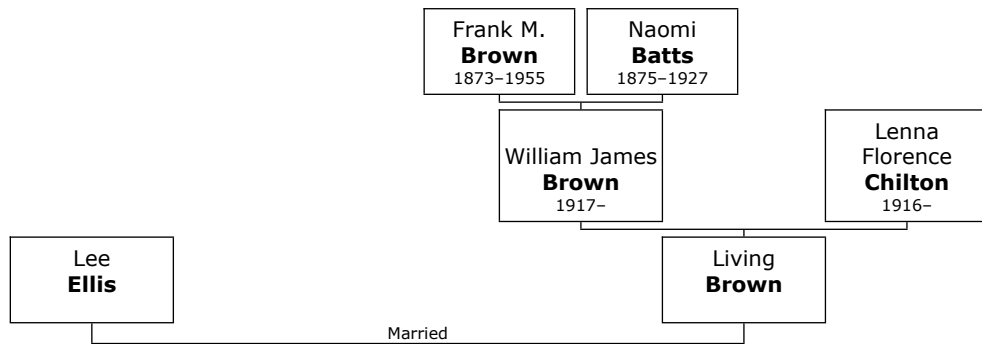 Frank M.
Brown
1873–1955
Naomi
Batts
1875–1927
William James
Brown
1917–
Lenna
Florence
Chilton
1916–
Lee
Ellis
Living
Brown
Married